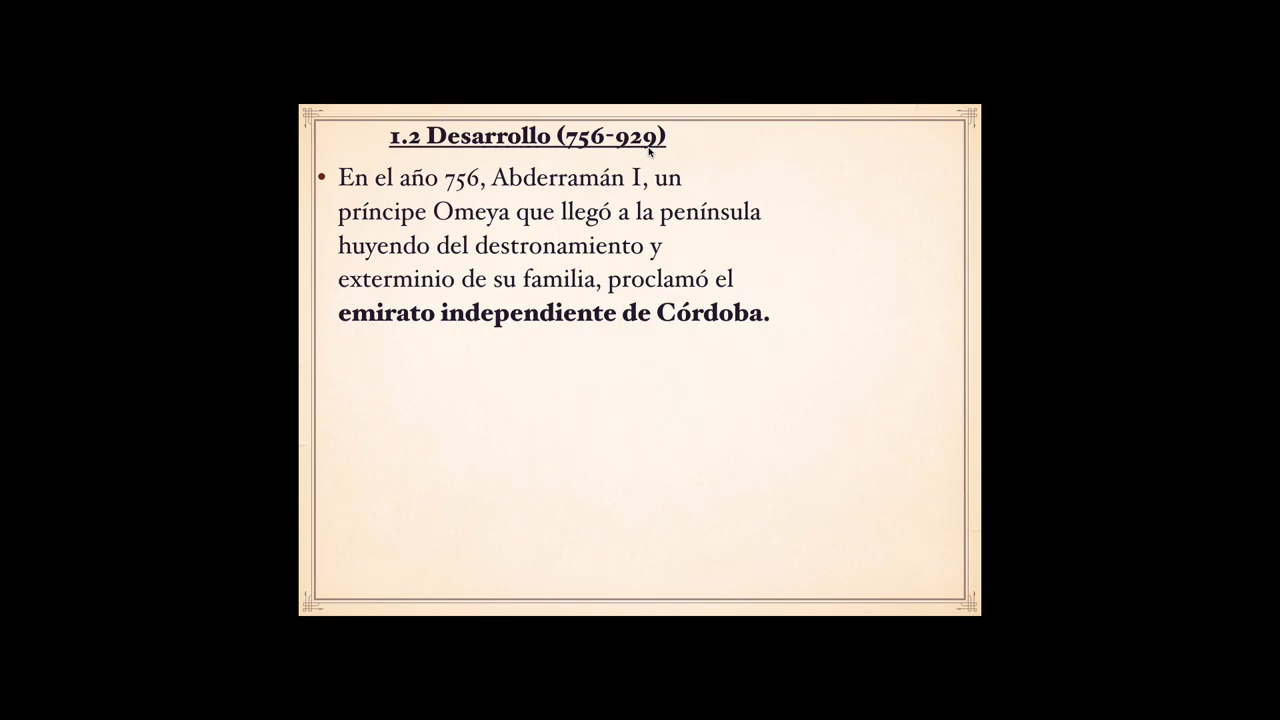 1.2 Desarrollo (756-929)
• En el año 756, Abderramán I, un
príncipe Omeya que llegó a la península
huyendo del destronamiento y
exterminio de su familia, proclamó el
emirato independiente de Córdoba.